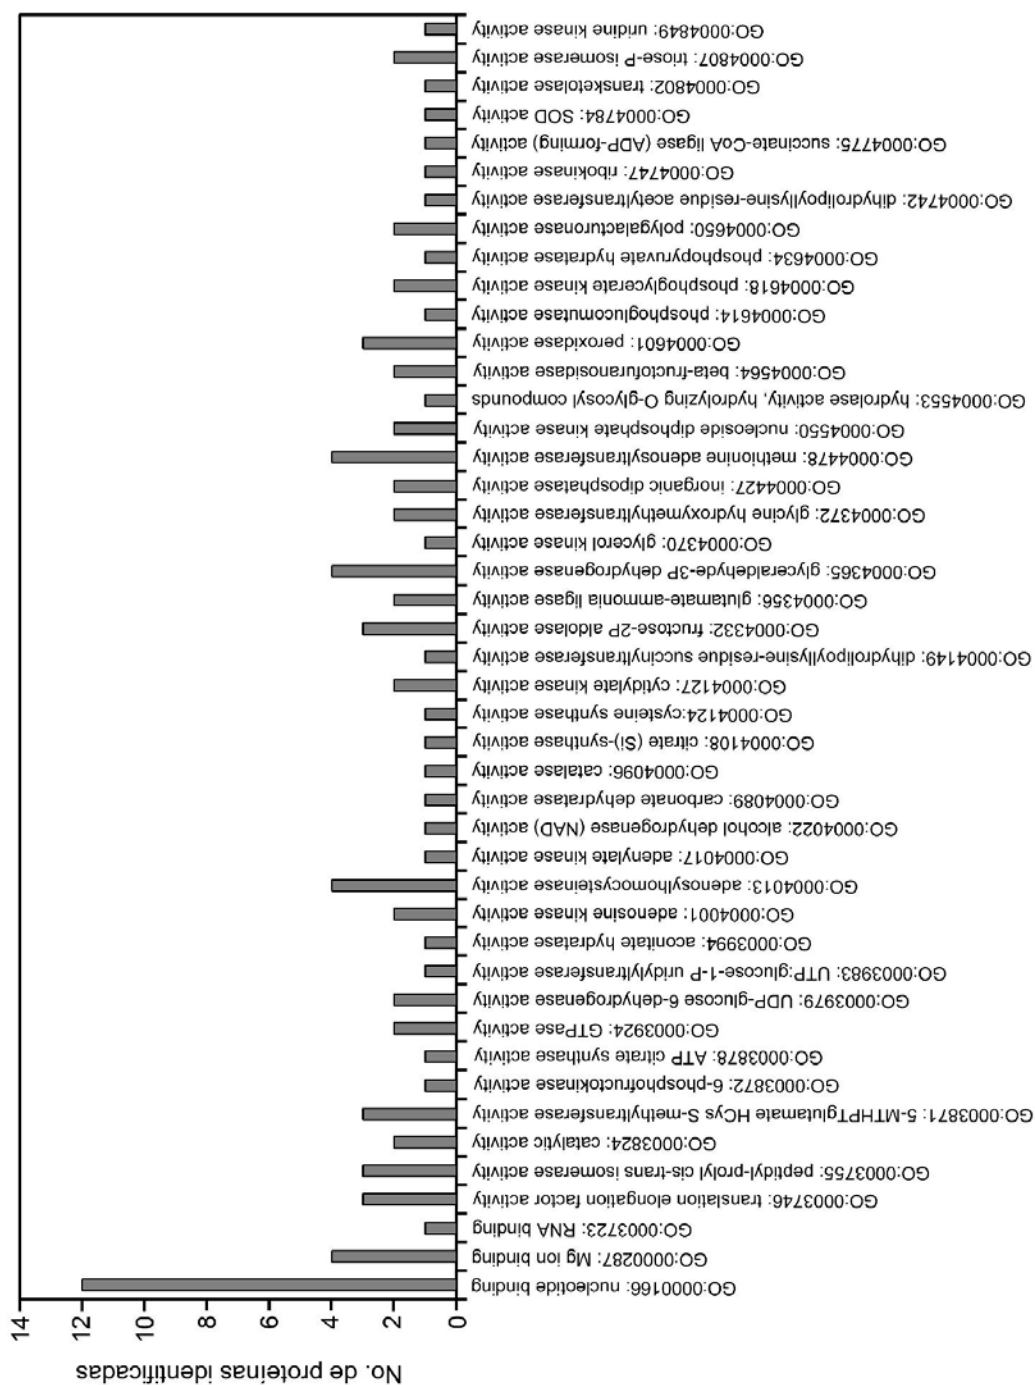 No. de proteínas identificadas
14
12
10
8
6
4
2
0
GO:0000166: nucleotide binding
GO:0000287: Mg ion binding
GO:0003723: RNA binding
GO:0003746: translation elongation factor activity
GO:0003755: peptidyl-prolyl cis-trans isomerase activity
GO:0003824: catalytic activity
GO:0003871: 5-MTHPTglutamate HCys S-methyltransferase activity
GO:0003872: 6-phosphofructokinase activity
GO:0003878: ATP citrate synthase activity
GO:0003924: GTPase activity
GO:0003979: UDP-glucose 6-dehydrogenase activity
GO:0003983: UTP:glucose-1-P uridylyltransferase activity
GO:0003994: aconitate hydratase activity
GO:0004001: adenosine kinase activity
GO:0004013: adenosylhomocysteinase activity
GO:0004017: adenylate kinase activity
GO:0004022: alcohol dehydrogenase (NAD) activity
GO:0004089: carbonate dehydratase activity
GO:0004096: catalase activity
GO:0004108: citrate (Si)-synthase activity
GO:0004124:cysteine synthase activity
GO:0004127: cytidylate kinase activity
GO:0004149: dihydrolipoyllysine-residue succinyltransferase activity
GO:0004332: fructose-2P aldolase activity
GO:0004356: glutamate-ammonia ligase activity
GO:0004365: glyceraldehyde-3P dehydrogenase activity
GO:0004370: glycerol kinase activity
GO:0004372: glycine hydroxymethyltransferase activity
GO:0004427: inorganic diposphatase activity
GO:0004478: methionine adenosyltransferase activity
GO:0004550: nucleoside diphosphate kinase activity
GO:0004553: hydrolase activity, hydrolyzing O-glycosyl compounds
GO:0004564: beta-fructofuranosidase activity
GO:0004601: peroxidase activity
GO:0004614: phosphoglucomutase activity
GO:0004618: phosphoglycerate kinase activity
GO:0004634: phosphopyruvate hydratase activity
GO:0004650: polygalacturonase activity
GO:0004742: dihydrolipoyllysine-residue acetyltransferase activity
GO:0004747: ribokinase activity
GO:0004775: succinate-CoA ligase (ADP-forming) activity
GO:0004784: SOD activity
GO:0004802: transketolase activity
GO:0004807: triose-P isomerase activity
GO:0004849: uridine kinase activity